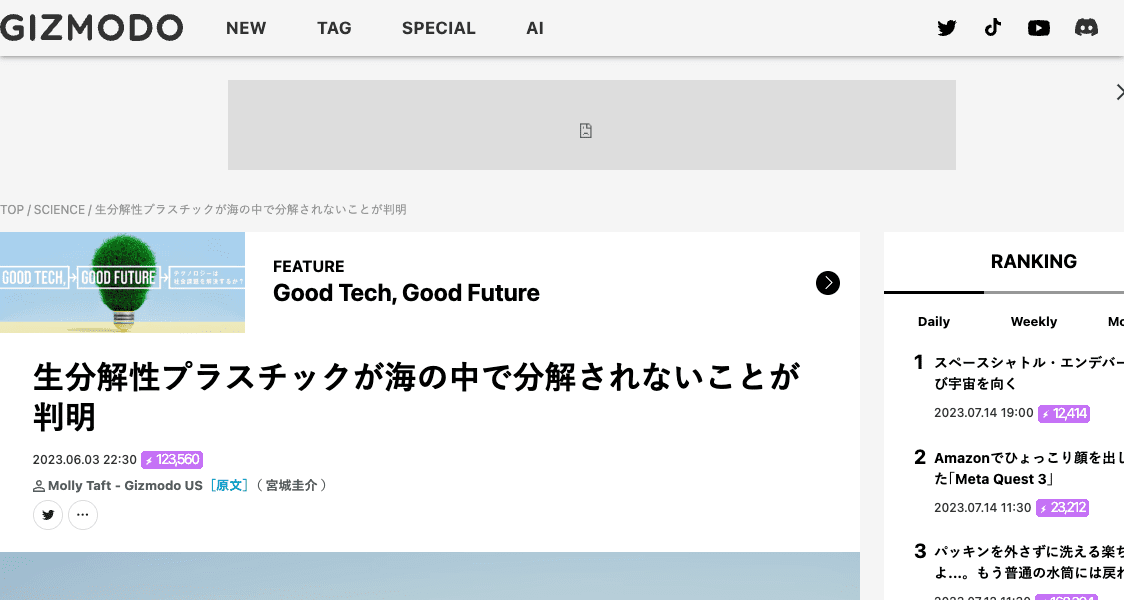 GIZMODO NEW TAG SPECIAL AI
TOP / SCIENCE / 生分解性プラスチックが海の中で分解されないことが判明
GOOD TECH, GOOD FUTURE テクノロジーは
社会課題を解決するか?
FEATURE
Good Tech, Good Future
生分解性プラスチックが海の中で分解されないことが
判明
2023.06.03 22:30 123,560
Molly Taft - Gizmodo US [原文] ( 宮城圭介 )
RANKING
Daily Weekly Mo
1 スペースシャトル・エンデバー
び宇宙を向く
2023.07.14 19:00 12,414
2 Amazonでひょっこり顔を出し
た「Meta Quest 3」
2023.07.14 11:30 23,212
3 パッキンを外さずに洗える楽ち
よ…。もう普通の水筒には戻れ